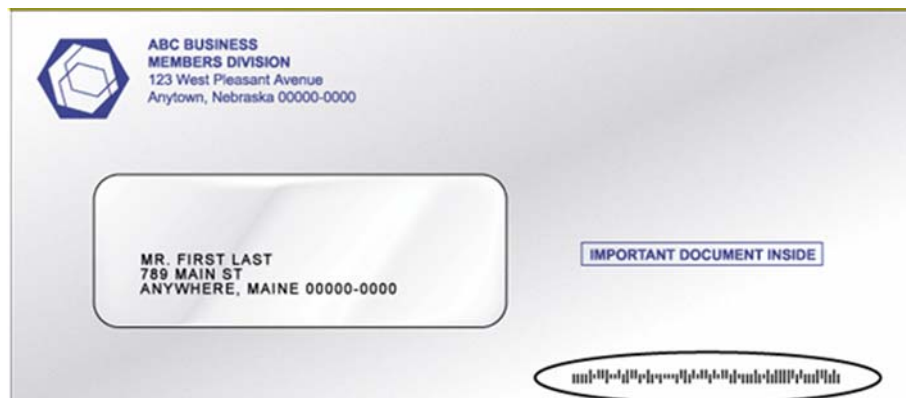 ABC BUSINESS
MEMBERS DIVISION
123 West Pleasant Avenue
Anytown, Nebraska 00000-0000
MR. FIRST LAST
789 MAIN ST
ANYWHERE, MAINE 00000-0000
IMPORTANT DOCUMENT INSIDE